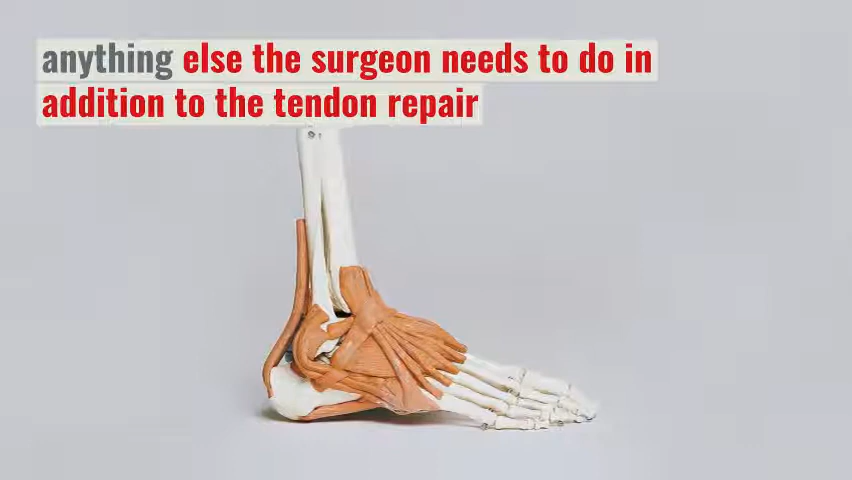 anything else the surgeon needs to do in
addition to the tendon repair